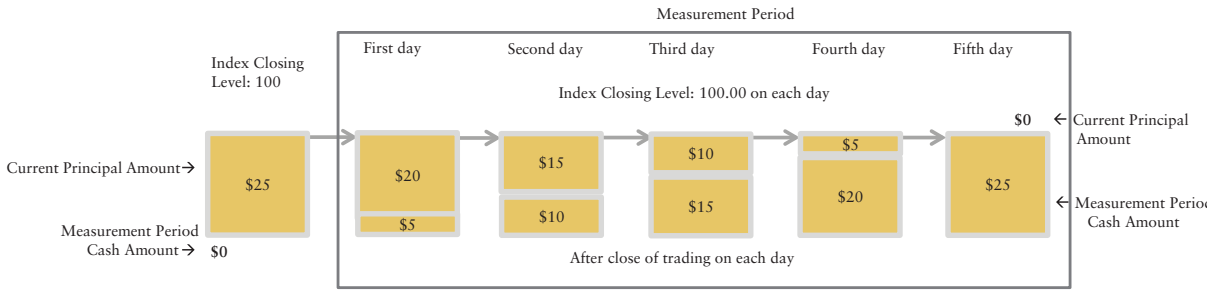 Measurement Period
First day
Second day
Third day
Fourth day
Fifth day
Index Closing
Level: 100
Index Closing Level: 100.00 on each day
$0
←Current Principal
Amount
Current Principal Amount→
$25
$20
$5
$15
$10
$10
$15
$5
$20
$25
←Measurement Period
Cash Amount
Measurement Period
Cash Amount→
$0
After close of trading on each day